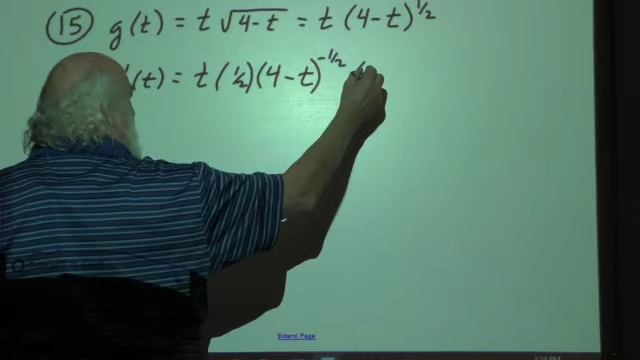 (15) g(t) = t √4-t = t (4-t)^1/2
'(t) = t (1/2) (4-t)^-1/2 (
Extend Page